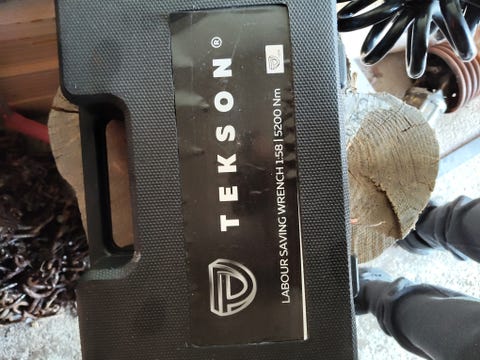 TEKSON®
LABOUR SAVING WRENCH 1:58 | 5200 Nm